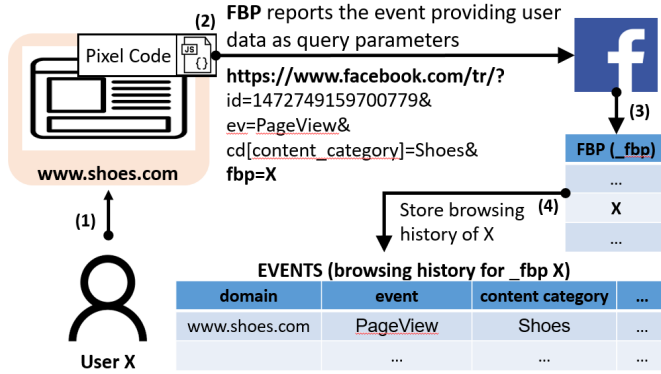 (2)
FBP reports the event providing user
data as query parameters
Pixel Code
JS
{}
https://www.facebook.com/tr/?
id=1472749159700779&
ev=PageView&
cd[content_category]=Shoes&
fbp=X
f
(3)
www.shoes.com
FBP (_fbp)
...
X
...
(1)
(4)
Store browsing
history of X
EVENTS (browsing history for _fbp X)
domain event content category ...
www.shoes.com PageView Shoes ...
... ... ...
User X